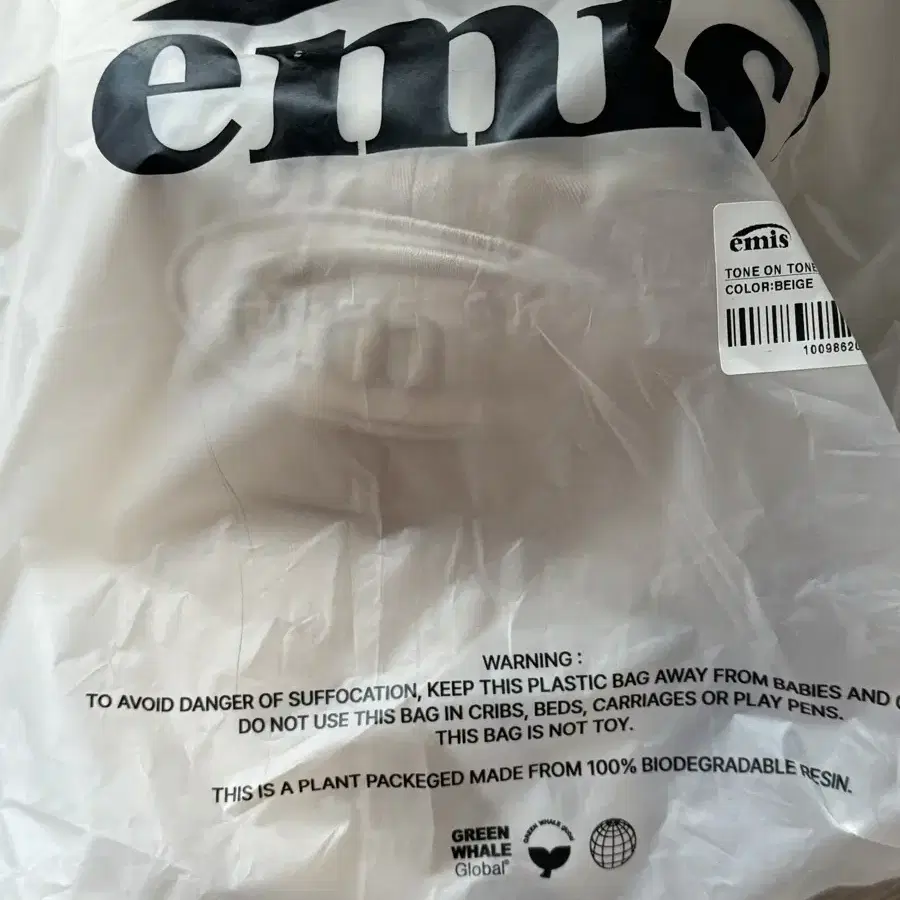 emis
emis
TONE ON TONE
COLOR:BEIGE
1009862
WARNING :
TO AVOID DANGER OF SUFFOCATION, KEEP THIS PLASTIC BAG AWAY FROM BABIES AND
DO NOT USE THIS BAG IN CRIBS, BEDS, CARRIAGES OR PLAY PENS.
THIS BAG IS NOT TOY.
THIS IS A PLANT PACKEGED MADE FROM 100% BIODEGRADABLE RESIN.
GREEN
WHALE
Global®